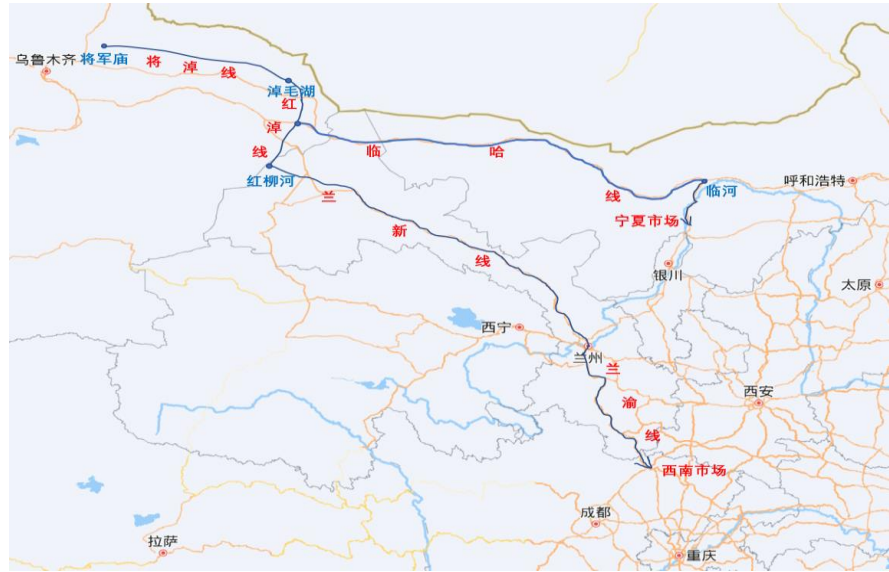 乌鲁木齐
将军庙
将淖线
淖毛湖
红淖线
红柳河
临哈线
临河
呼和浩特
宁夏市场
银川
太原
兰新线
西宁
兰州
兰渝线
西安
西南市场
成都
拉萨
重庆